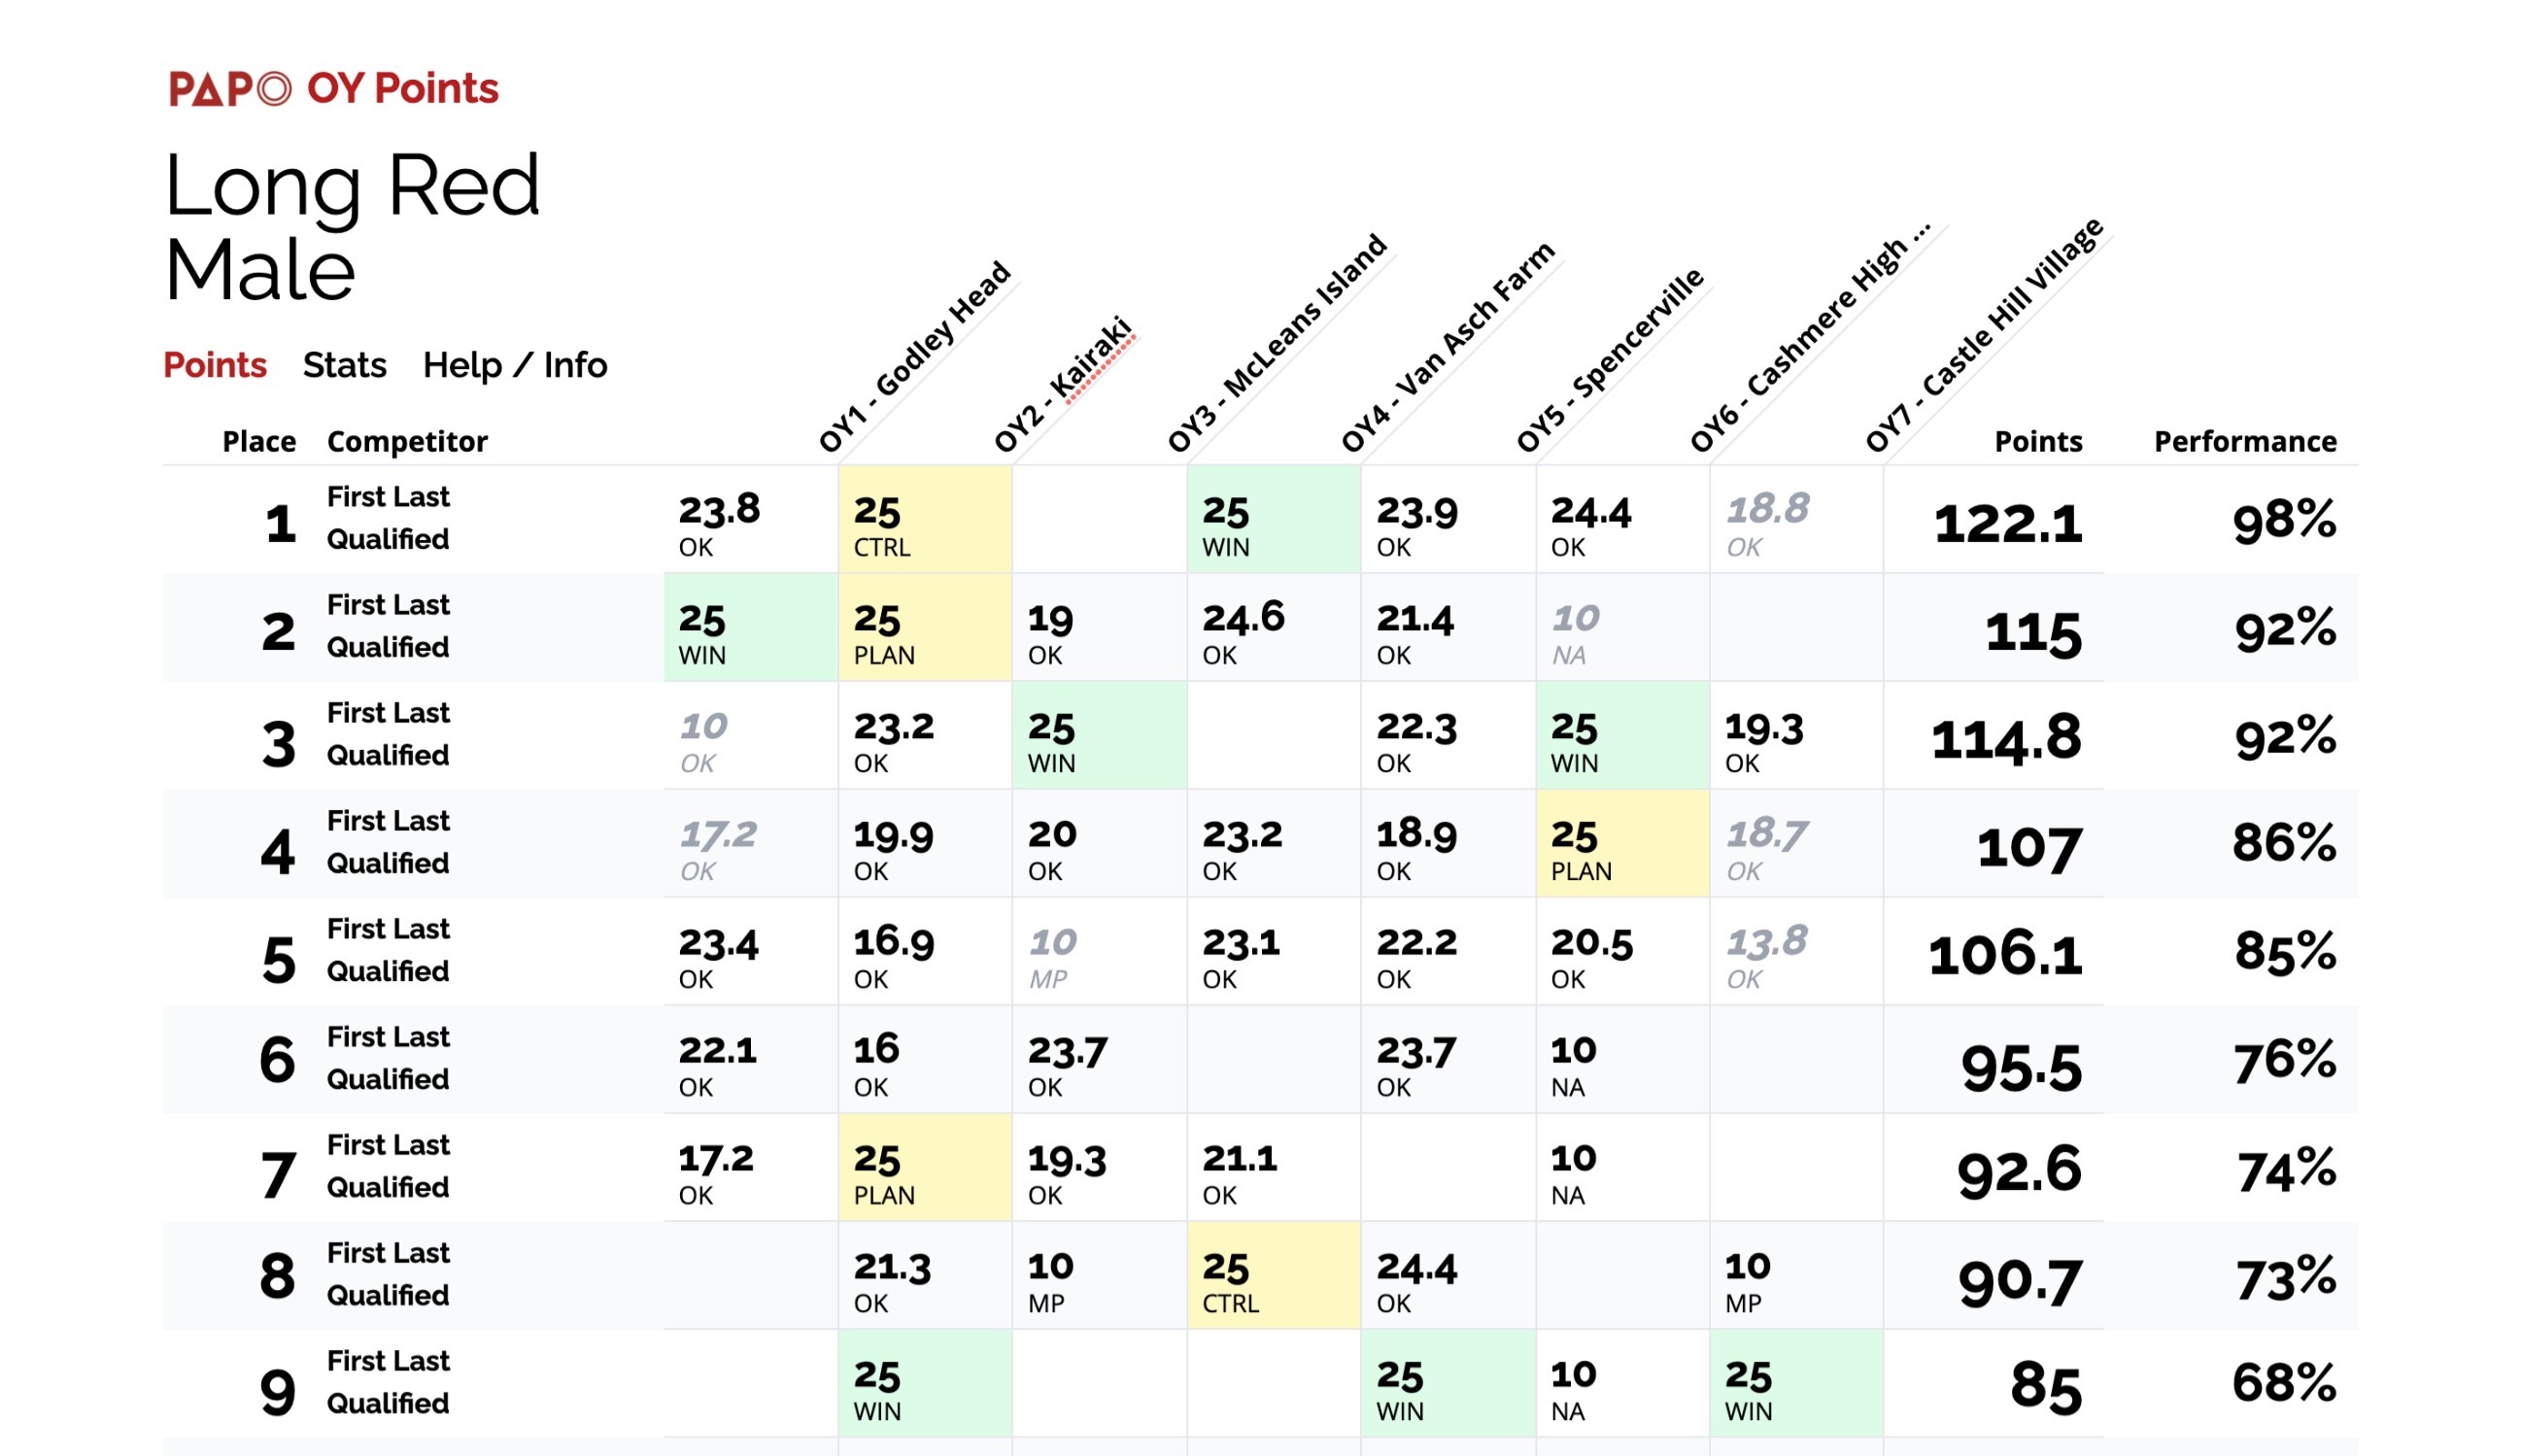 PAPO OY Points
Long Red
Male
Points Stats Help / Info
Place Competitor OY1 - Godley Head OY2 - Kairaki OY3 - McLeans Island OY4 - Van Asch Farm OY5 - Spencerville OY6 - Cashmere High ... OY7 - Castle Hill Village Points Performance
1 First Last 23.8 25 25 23.9 24.4 18.8 122.1 98%
Qualified OK CTRL WIN OK OK OK
2 First Last 25 25 19 24.6 21.4 10 115 92%
Qualified WIN PLAN OK OK OK NA
3 First Last 10 23.2 25 22.3 25 19.3 114.8 92%
Qualified OK OK WIN OK WIN OK
4 First Last 17.2 19.9 20 23.2 18.9 25 18.7 107 86%
Qualified OK OK OK OK OK PLAN OK
5 First Last 23.4 16.9 10 23.1 22.2 20.5 13.8 106.1 85%
Qualified OK OK MP OK OK OK OK
6 First Last 22.1 16 23.7 23.7 10 95.5 76%
Qualified OK OK OK OK NA
7 First Last 17.2 25 19.3 21.1 10 92.6 74%
Qualified OK PLAN OK OK NA
8 First Last 21.3 10 25 24.4 10 90.7 73%
Qualified OK MP CTRL OK MP
9 First Last 25 25 10 25 85 68%
Qualified WIN WIN NA WIN